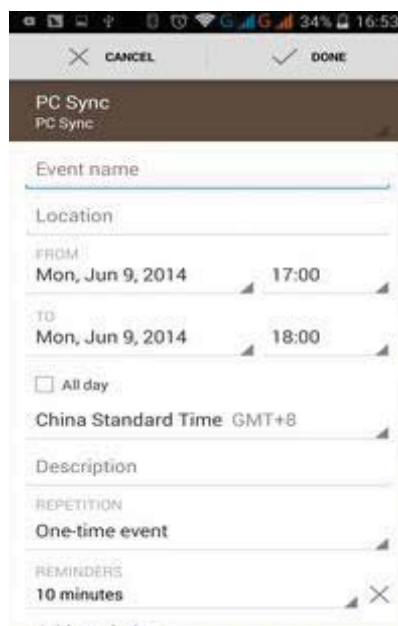 G G 34% 16:53
CANCEL DONE
PC Sync
PC Sync
Event name
Location
FROM
Mon, Jun 9, 2014 17:00
TO
Mon, Jun 9, 2014 18:00
All day
China Standard Time GMT+8
Description
REPETITION
One-time event
REMINDERS
10 minutes